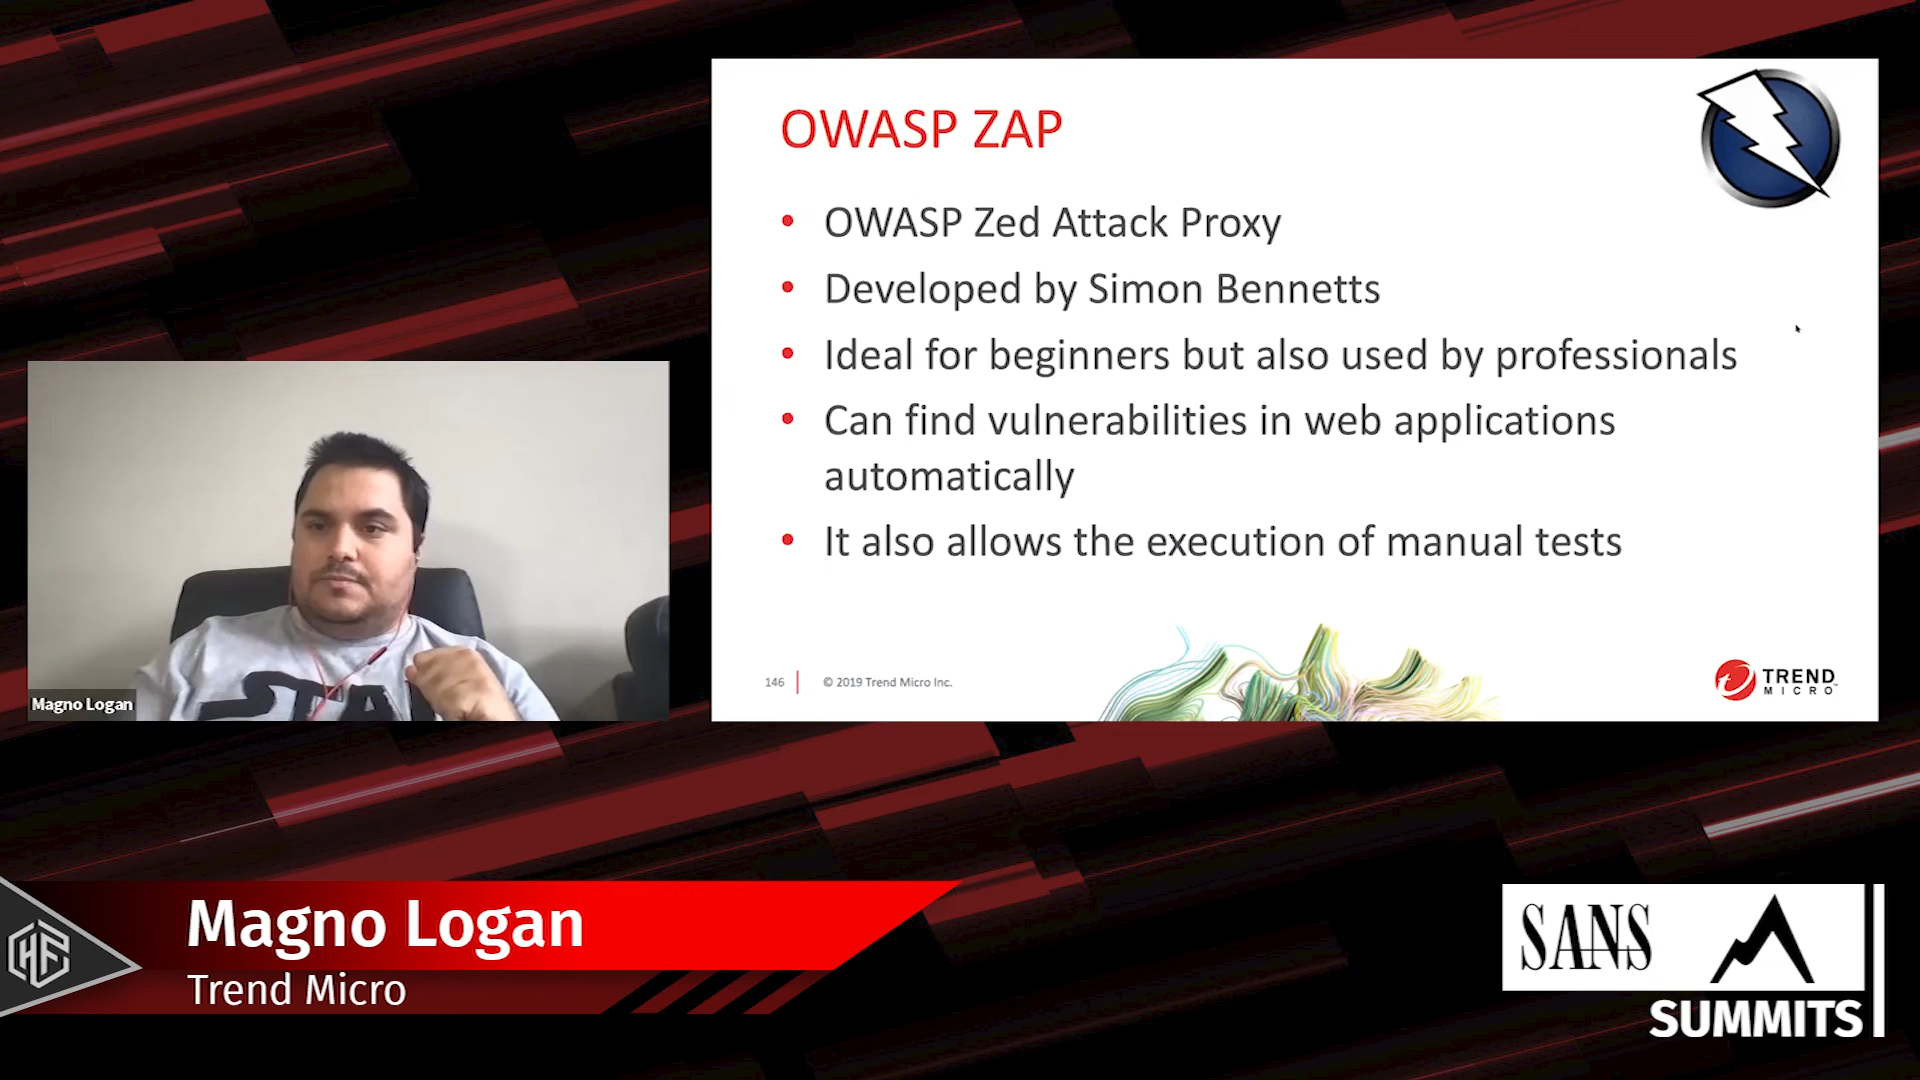 OWASP ZAP
• OWASP Zed Attack Proxy
• Developed by Simon Bennetts
• Ideal for beginners but also used by professionals
• Can find vulnerabilities in web applications
automatically
• It also allows the execution of manual tests
146
© 2019 Trend Micro Inc.
TREND
MICRO™
Magno Logan
Magno Logan
Trend Micro
SANS
SUMMITS